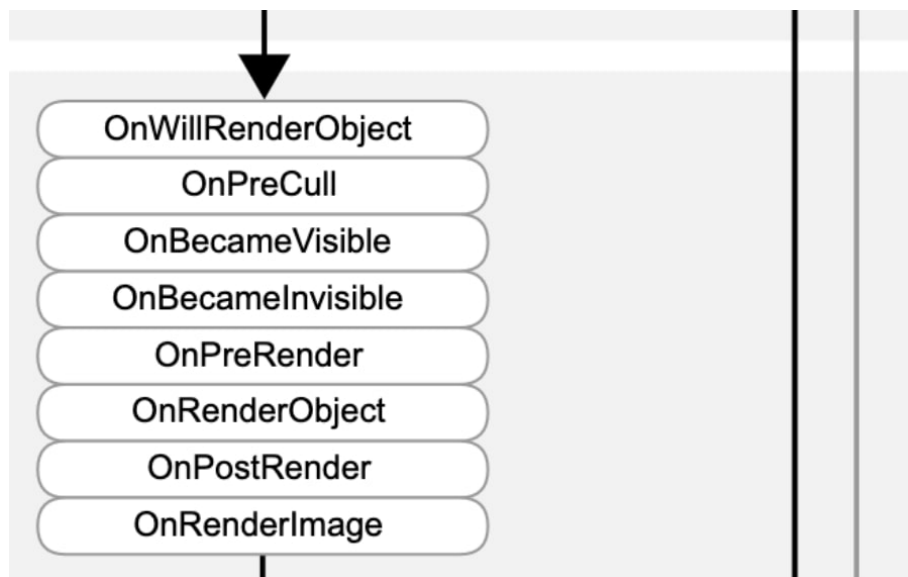 OnWillRenderObject
OnPreCull
OnBecameVisible
OnBecameInvisible
OnPreRender
OnRenderObject
OnPostRender
OnRenderImage